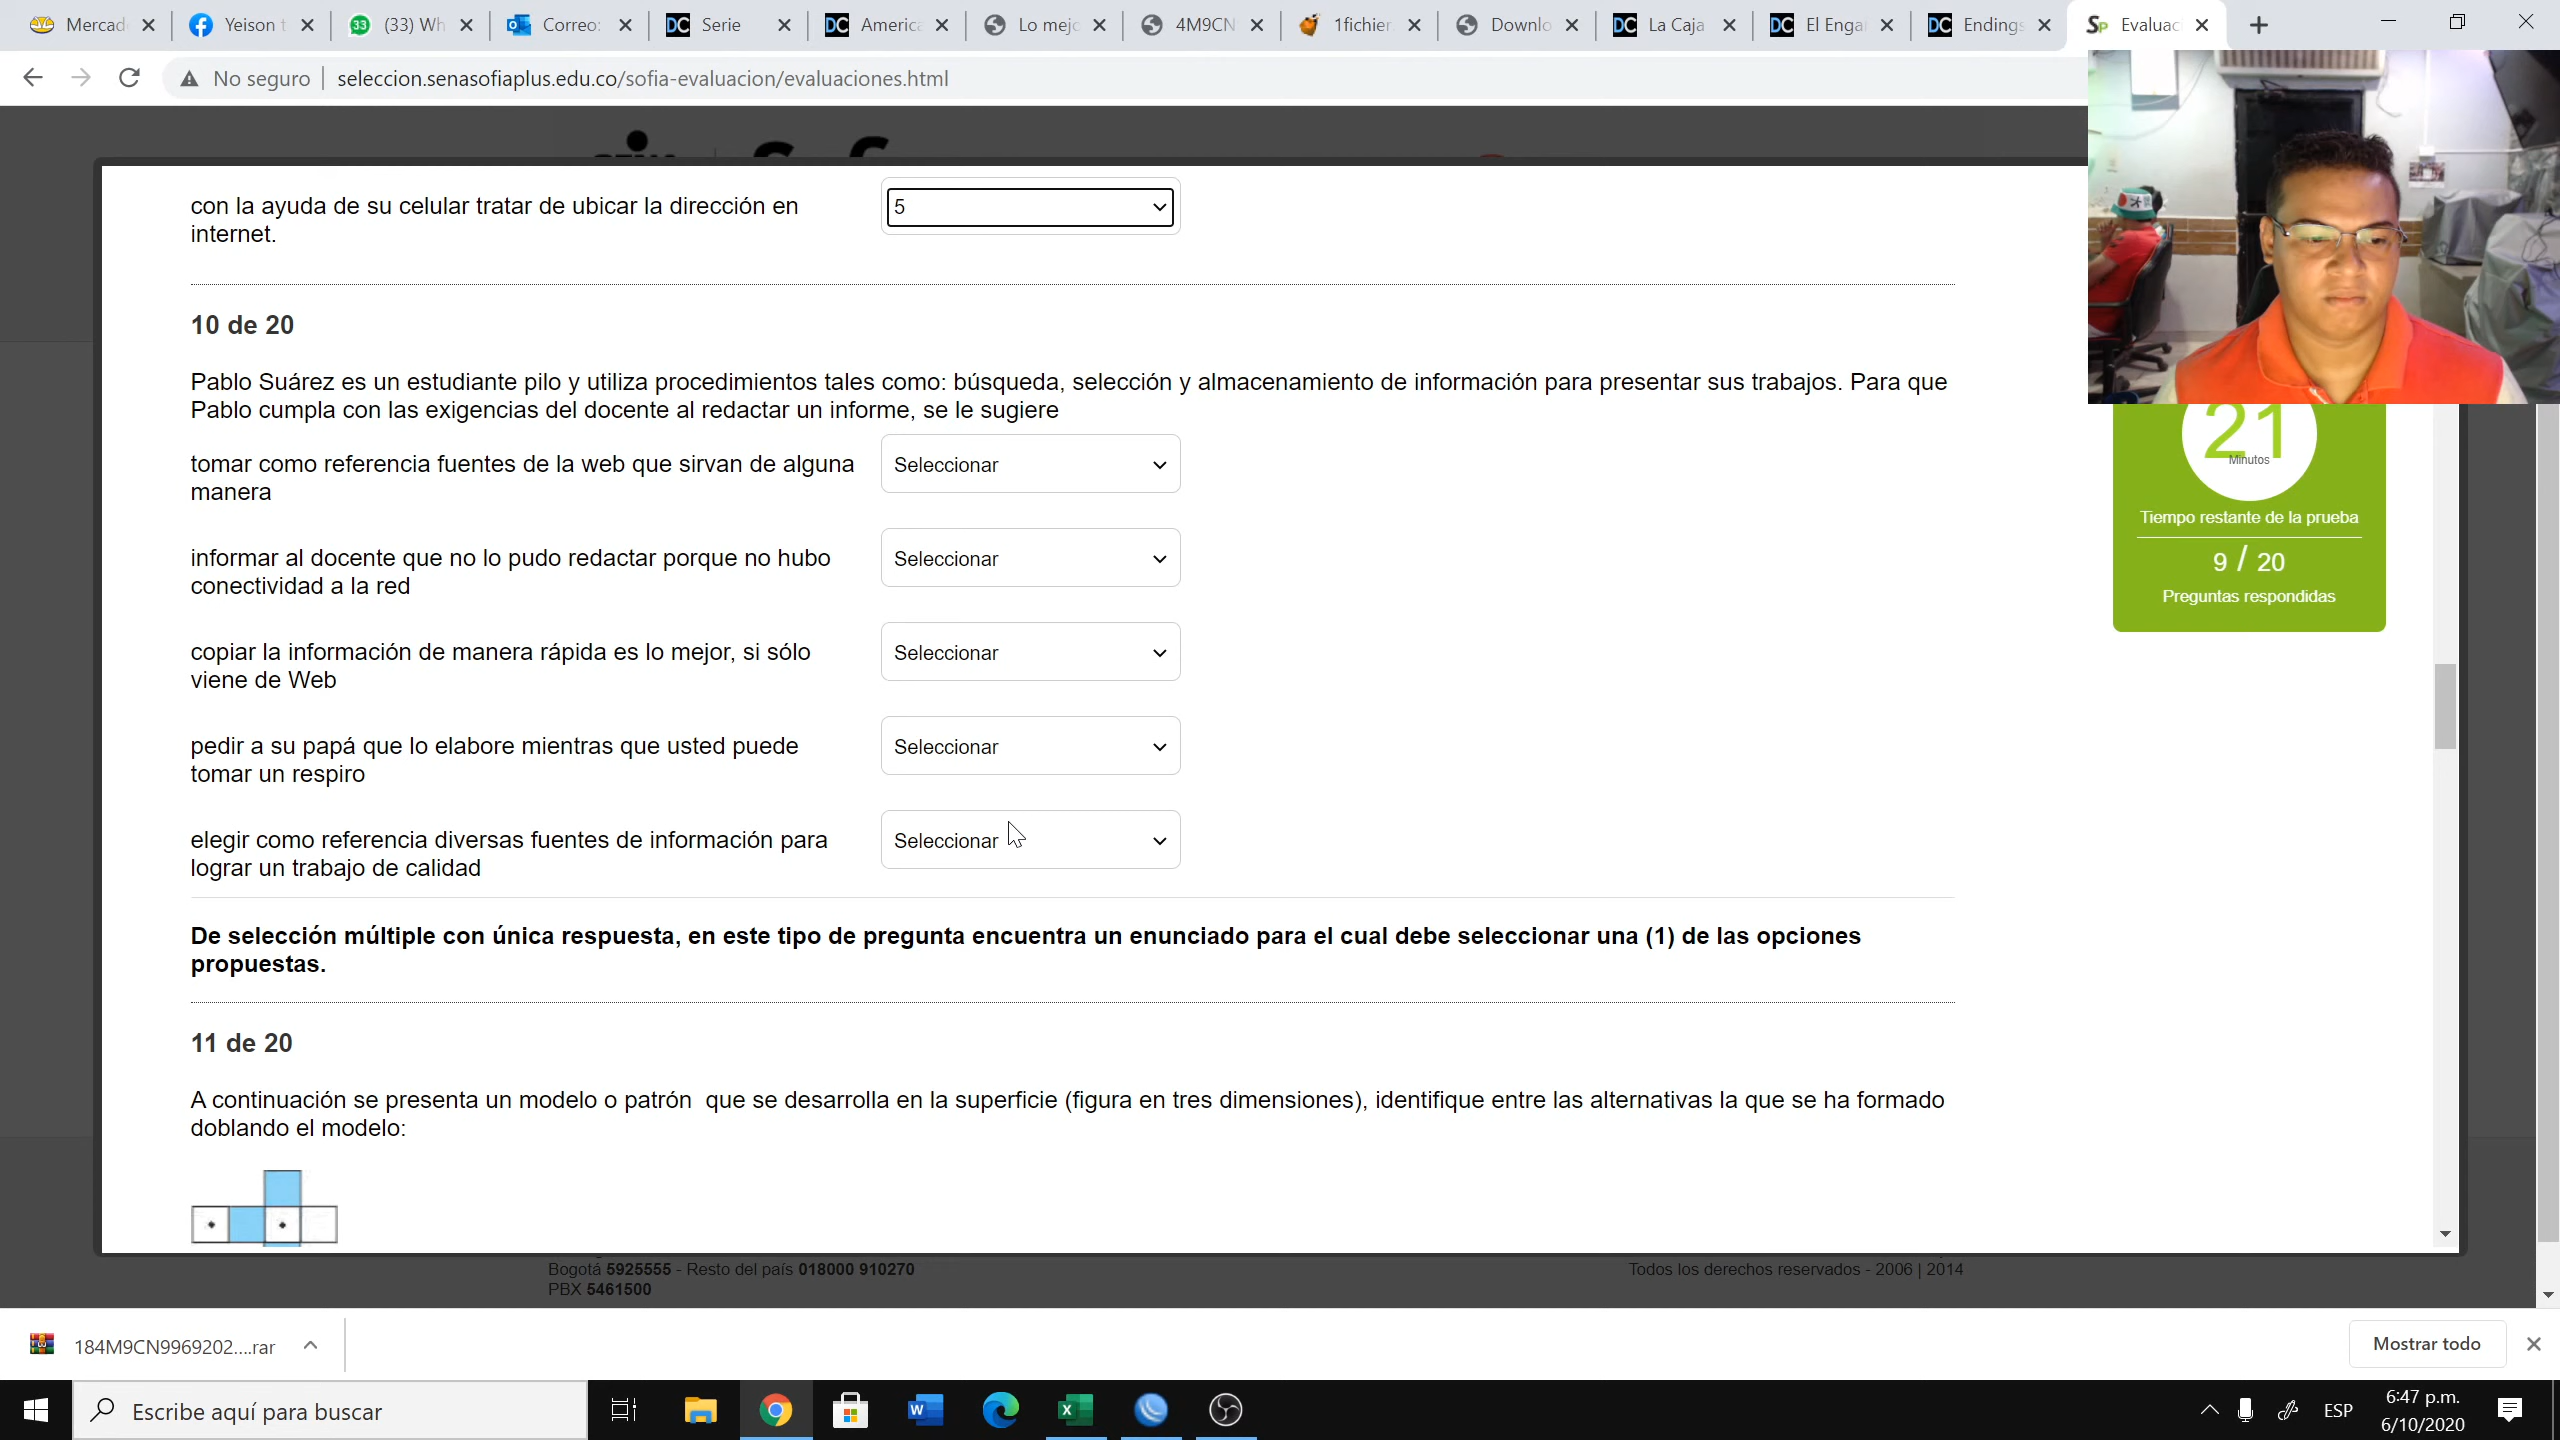 Mercad
Yeison t
(33) Wh
Correo:
Serie
America
Lo mejo
4M9CN
1fichier.
Downlo
La Caja
El Engañ
Endings
Evaluac
No seguro
seleccion.senasofiaplus.edu.co/sofia-evaluacion/evaluaciones.html
con la ayuda de su celular tratar de ubicar la dirección en
internet.
5
10 de 20
Pablo Suárez es un estudiante pilo y utiliza procedimientos tales como: búsqueda, selección y almacenamiento de información para presentar sus trabajos. Para que
Pablo cumpla con las exigencias del docente al redactar un informe, se le sugiere
tomar como referencia fuentes de la web que sirvan de alguna
manera
Seleccionar
informar al docente que no lo pudo redactar porque no hubo
conectividad a la red
Seleccionar
copiar la información de manera rápida es lo mejor, si sólo
viene de Web
Seleccionar
pedir a su papá que lo elabore mientras que usted puede
tomar un respiro
Seleccionar
elegir como referencia diversas fuentes de información para
lograr un trabajo de calidad
Seleccionar
De selección múltiple con única respuesta, en este tipo de pregunta encuentra un enunciado para el cual debe seleccionar una (1) de las opciones
propuestas.
11 de 20
A continuación se presenta un modelo o patrón que se desarrolla en la superficie (figura en tres dimensiones), identifique entre las alternativas la que se ha formado
doblando el modelo:
21
Minutos
Tiempo restante de la prueba
9 / 20
Preguntas respondidas
Bogotá 5925555 - Resto del país 018000 910270
PBX 5461500
Todos los derechos reservados - 2006 | 2014
184M9CN9969202....rar
Mostrar todo
Escribe aquí para buscar
ESP
6:47 p.m.
6/10/2020